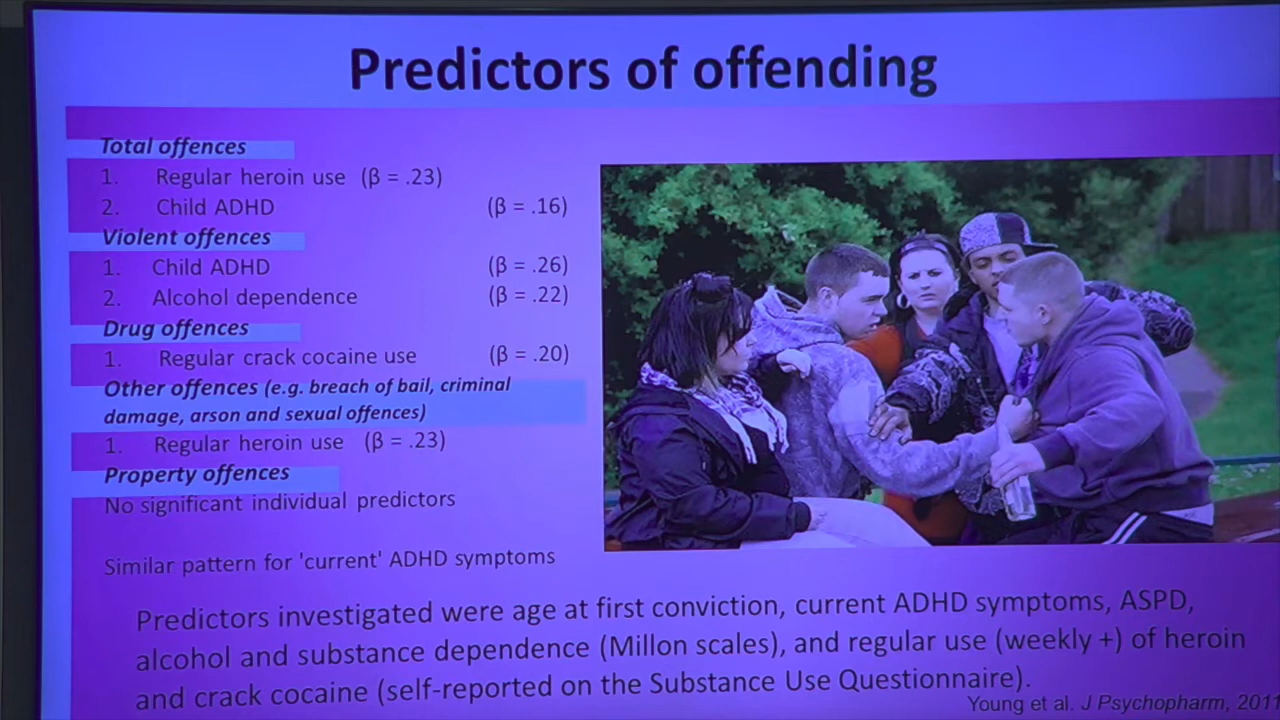 Predictors of offending
Total offences
1. Regular heroin use (β = .23)
2. Child ADHD (β = .16)
Violent offences
1. Child ADHD (β = .26)
2. Alcohol dependence (β = .22)
Drug offences
1. Regular crack cocaine use (β = .20)
Other offences (e.g. breach of bail, criminal
damage, arson and sexual offences)
1. Regular heroin use (β = .23)
Property offences
No significant individual predictors
Similar pattern for 'current' ADHD symptoms
Predictors investigated were age at first conviction, current ADHD symptoms, ASPD,
alcohol and substance dependence (Millon scales), and regular use (weekly +) of heroin
and crack cocaine (self-reported on the Substance Use Questionnaire).
Young et al. J Psychopharm, 2011